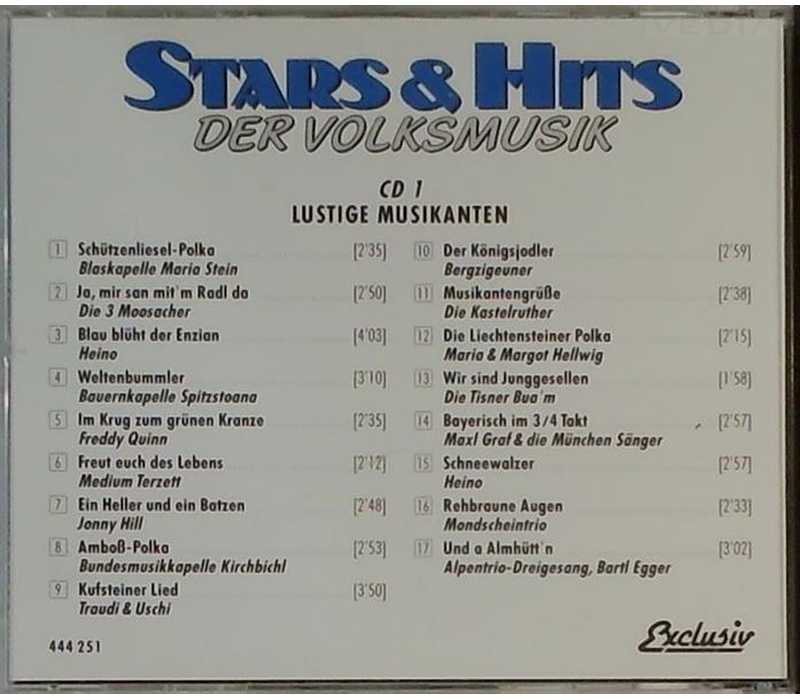 STARS & HITS
DER VOLKSMUSIK
CD 1
LUSTIGE MUSIKANTEN
1 Schützenliesel-Polka [2'35]
Blaskapelle Maria Stein
2 Ja, mir san mit'm Radl da [2'50]
Die 3 Moosacher
3 Blau blüht der Enzian [4'03]
Heino
4 Weltenbummler [3'10]
Bauernkapelle Spitzstoana
5 Im Krug zum grünen Kranze [2'35]
Freddy Quinn
6 Freut euch des Lebens [2'12]
Medium Terzett
7 Ein Heller und ein Batzen [2'48]
Jonny Hill
8 Amboß-Polka [2'53]
Bundesmusikkapelle Kirchbichl
9 Kufsteiner Lied [3'50]
Traudi & Uschi
10 Der Königsjodler [2'59]
Bergzigeuner
11 Musikantengrüße [2'38]
Die Kastelruther
12 Die Liechtensteiner Polka [2'15]
Maria & Margot Hellwig
13 Wir sind Junggesellen [1'58]
Die Tisner Bua'm
14 Bayerisch im 3/4 Takt [2'57]
Maxl Graf & die München Sänger
15 Schneewalzer [2'57]
Heino
16 Rehbraune Augen [2'33]
Mondscheintrio
17 Und a Almhütt'n [3'02]
Alpentrio-Dreigesang, Bartl Egger
444 251
Exclusiv